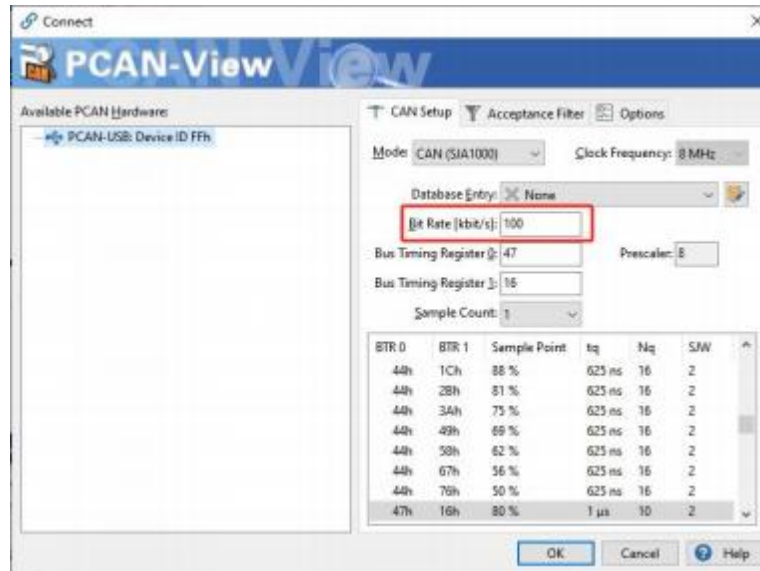 Connect
PCAN-View
Available PCAN Hardware:
PCAN-USB: Device ID FFh
CAN Setup Acceptance Filter Options
Mode: CAN (SJA1000) Clock Frequency: 8 MHz
Database Entry: None
Bit Rate [kbit/s]: 100
Bus Timing Register 0: 47 Prescaler: 8
Bus Timing Register 1: 16
Sample Count: 1
BTR 0 BTR 1 Sample Point tq Nq SJW
44h 1Ch 88 % 625 ns 16 2
44h 2Bh 81 % 625 ns 16 2
44h 3Ah 75 % 625 ns 16 2
44h 49h 69 % 625 ns 16 2
44h 58h 62 % 625 ns 16 2
44h 67h 56 % 625 ns 16 2
44h 76h 50 % 625 ns 16 2
47h 16h 80 % 1 µs 10 2
OK Cancel Help